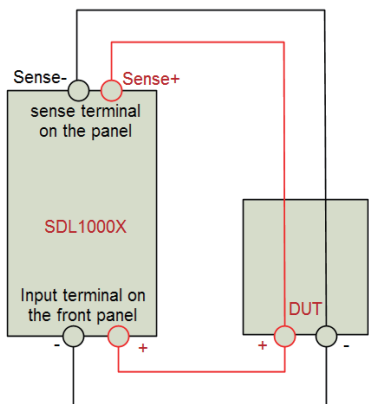 Sense- Sense+
sense terminal
on the panel
SDL1000X
Input terminal on
the front panel
DUT
- + + -